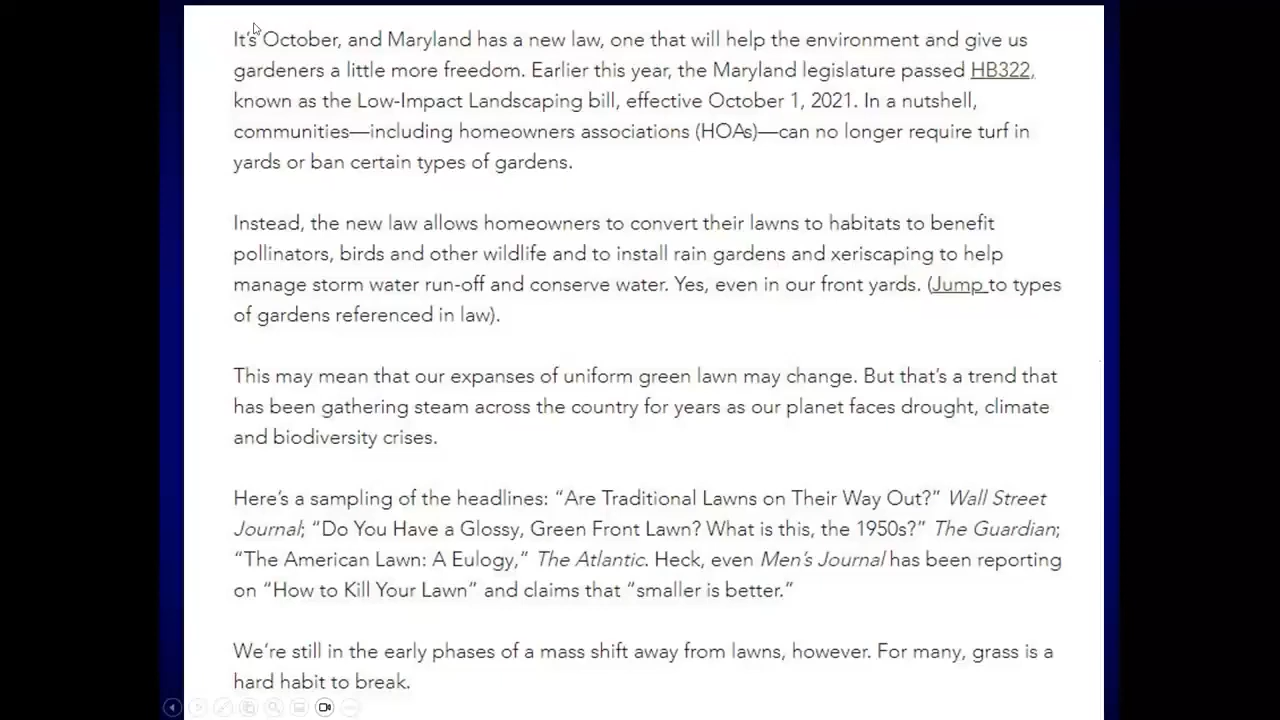 It's October, and Maryland has a new law, one that will help the environment and give us
gardeners a little more freedom. Earlier this year, the Maryland legislature passed HB322,
known as the Low-Impact Landscaping bill, effective October 1, 2021. In a nutshell,
communities—including homeowners associations (HOAs)—can no longer require turf in
yards or ban certain types of gardens.
Instead, the new law allows homeowners to convert their lawns to habitats to benefit
pollinators, birds and other wildlife and to install rain gardens and xeriscaping to help
manage storm water run-off and conserve water. Yes, even in our front yards. (Jump to types
of gardens referenced in law).
This may mean that our expanses of uniform green lawn may change. But that's a trend that
has been gathering steam across the country for years as our planet faces drought, climate
and biodiversity crises.
Here's a sampling of the headlines: “Are Traditional Lawns on Their Way Out?” Wall Street
Journal; “Do You Have a Glossy, Green Front Lawn? What is this, the 1950s?” The Guardian;
“The American Lawn: A Eulogy,” The Atlantic. Heck, even Men's Journal has been reporting
on “How to Kill Your Lawn” and claims that “smaller is better.”
We're still in the early phases of a mass shift away from lawns, however. For many, grass is a
hard habit to break.